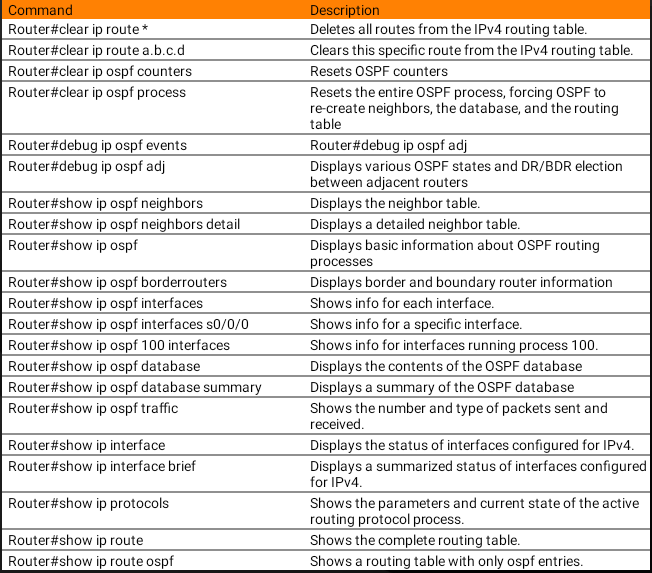 Command Description
Router#clear ip route * Deletes all routes from the IPv4 routing table.
Router#clear ip route a.b.c.d Clears this specific route from the IPv4 routing table.
Router#clear ip ospf counters Resets OSPF counters
Router#clear ip ospf process Resets the entire OSPF process, forcing OSPF to
re-create neighbors, the database, and the routing
table
Router#debug ip ospf events Router#debug ip ospf adj
Router#debug ip ospf adj Displays various OSPF states and DR/BDR election
between adjacent routers
Router#show ip ospf neighbors Displays the neighbor table.
Router#show ip ospf neighbors detail Displays a detailed neighbor table.
Router#show ip ospf Displays basic information about OSPF routing
processes
Router#show ip ospf borderrouters Displays border and boundary router information
Router#show ip ospf interfaces Shows info for each interface.
Router#show ip ospf interfaces s0/0/0 Shows info for a specific interface.
Router#show ip ospf 100 interfaces Shows info for interfaces running process 100.
Router#show ip ospf database Displays the contents of the OSPF database
Router#show ip ospf database summary Displays a summary of the OSPF database
Router#show ip ospf traffic Shows the number and type of packets sent and
received.
Router#show ip interface Displays the status of interfaces configured for IPv4.
Router#show ip interface brief Displays a summarized status of interfaces configured
for IPv4.
Router#show ip protocols Shows the parameters and current state of the active
routing protocol process.
Router#show ip route Shows the complete routing table.
Router#show ip route ospf Shows a routing table with only ospf entries.